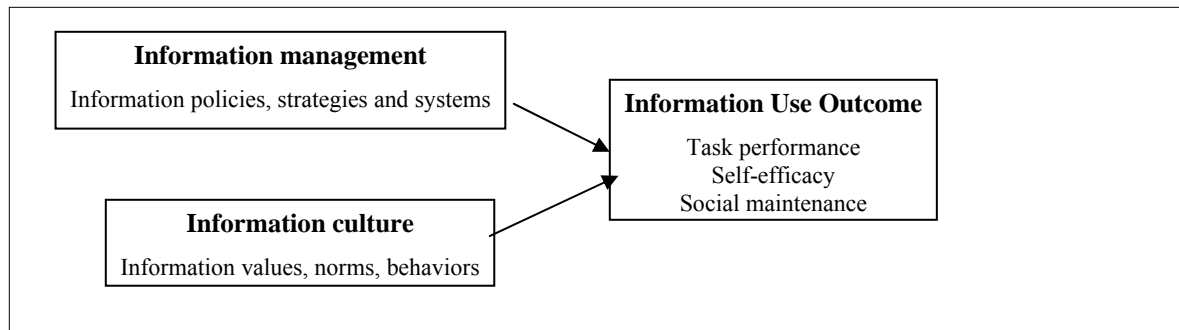 Information management
Information policies, strategies and systems
Information Use Outcome
Task performance
Self-efficacy
Social maintenance
Information culture
Information values, norms, behaviors